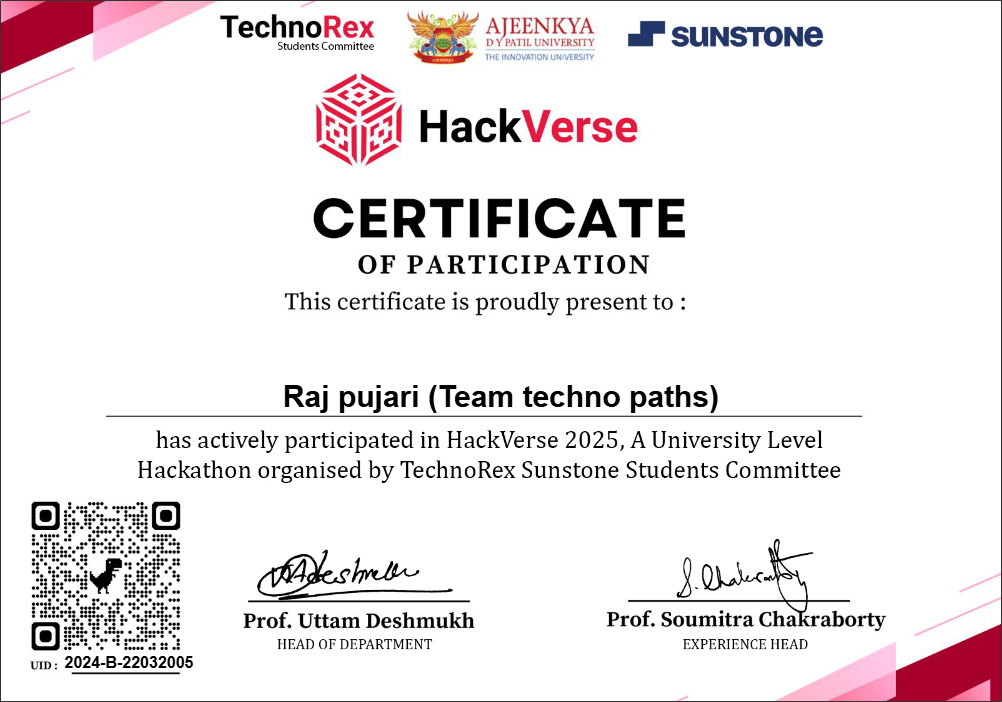 TechnoRex
Students Committee
AJEENKYA
D Y PATIL UNIVERSITY
THE INNOVATION UNIVERSITY
AJEENKYA
SUNSTONE
HackVerse
CERTIFICATE
OF PARTICIPATION
This certificate is proudly present to :
Raj pujari (Team techno paths)
has actively participated in HackVerse 2025, A University Level
Hackathon organised by TechnoRex Sunstone Students Committee
Prof. Uttam Deshmukh
HEAD OF DEPARTMENT
S. Chakraborty
Prof. Soumitra Chakraborty
EXPERIENCE HEAD
UID : 2024-B-22032005